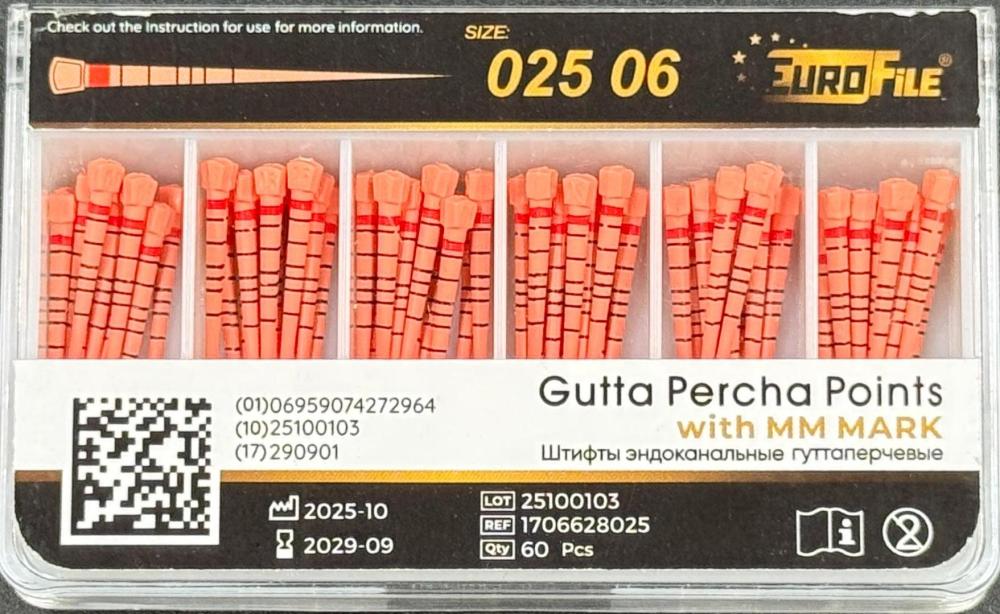 Check out the Instruction for use for more information.
SIZE:
025 06
EUROFILE®
Gutta Percha Points
with MM MARK
Штифты эндоканальные гуттаперчевые
(01)06959074272964
(10)25100103
(17)290901
2025-10
2029-09
LOT 25100103
REF 1706628025
Qty 60 Pcs